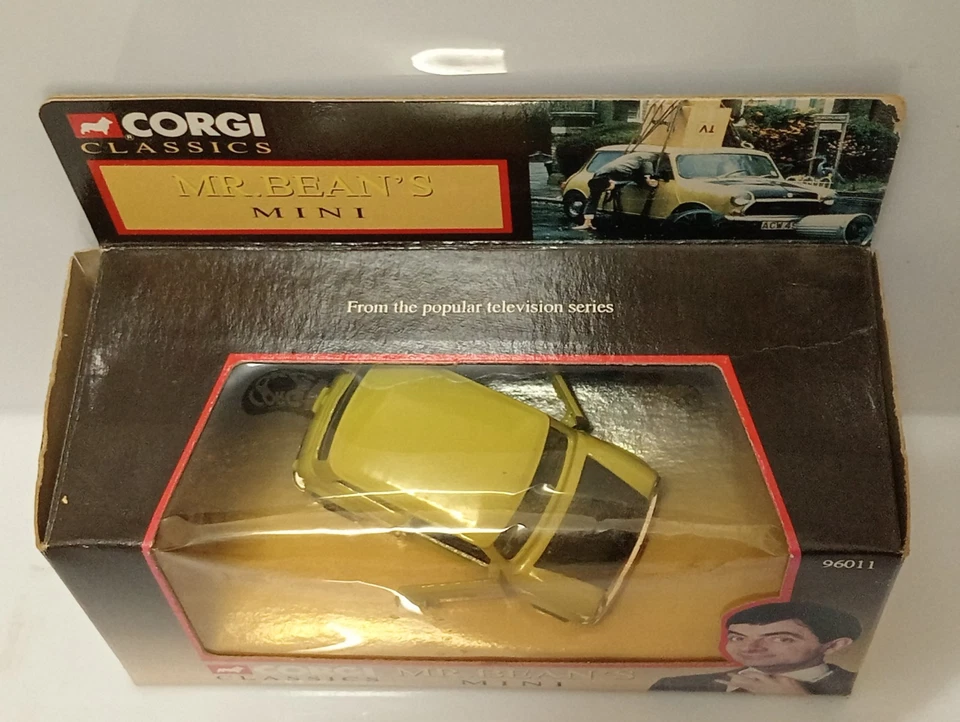 CORGI
CLASSICS
MR.BEAN'S
MINI
TV
From the popular television series
96011
CORGI
CLASSICS
MR.BEAN'S
MINI